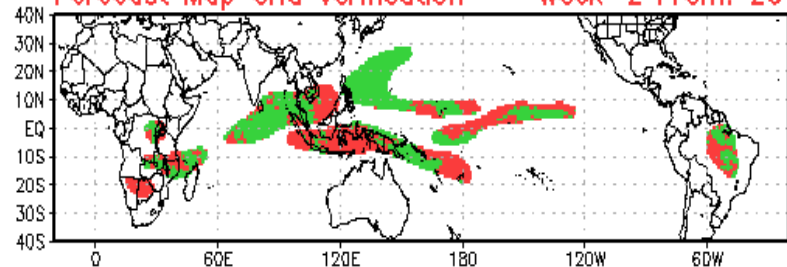 Forecast Map and Verification Week-2 From: 20
40N
30N
20N
10N
EQ
10S
20S
30S
40S
0 60E 120E 180 120W 60W